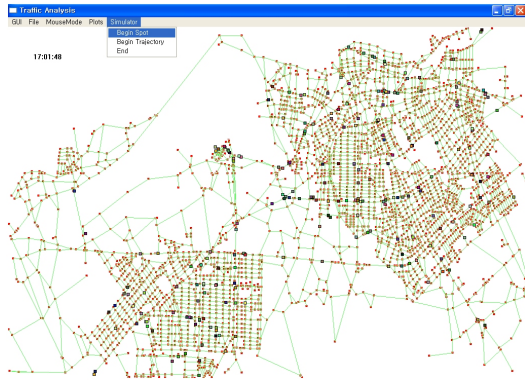 Traffic Analysis
GUI File MouseMode Plots Simulator
Begin Spot
Begin Trajectory
End
17:01:48